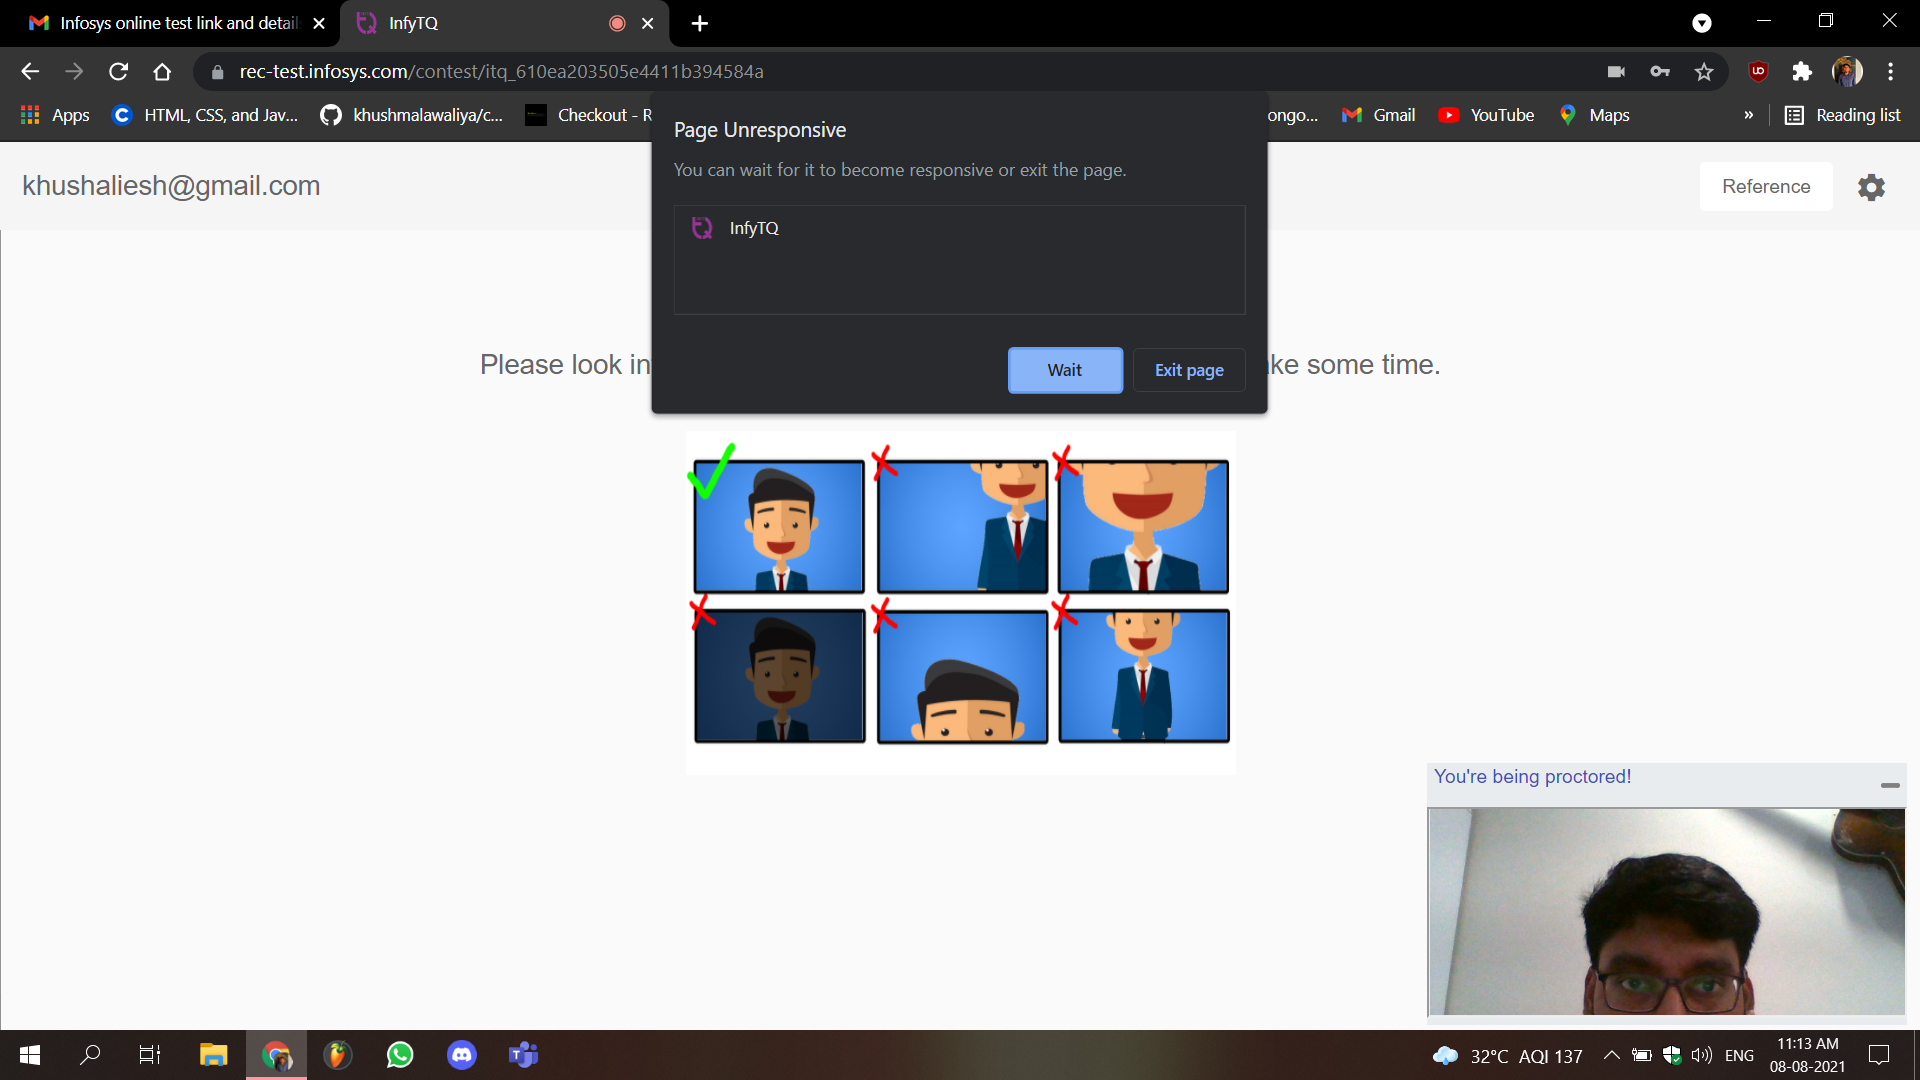 Infosys online test link and detail
InfyTQ
rec-test.infosys.com/contest/itq_610ea203505e4411b394584a
Apps
HTML, CSS, and Jav...
khushmalawaliya/c...
Checkout - R
ongo...
Gmail
YouTube
Maps
»
Reading list
khushaliesh@gmail.com
Reference
Page Unresponsive
You can wait for it to become responsive or exit the page.
InfyTQ
Wait
Exit page
Please look in
ke some time.
You're being proctored!
32°C AQI 137
ENG
11:13 AM
08-08-2021